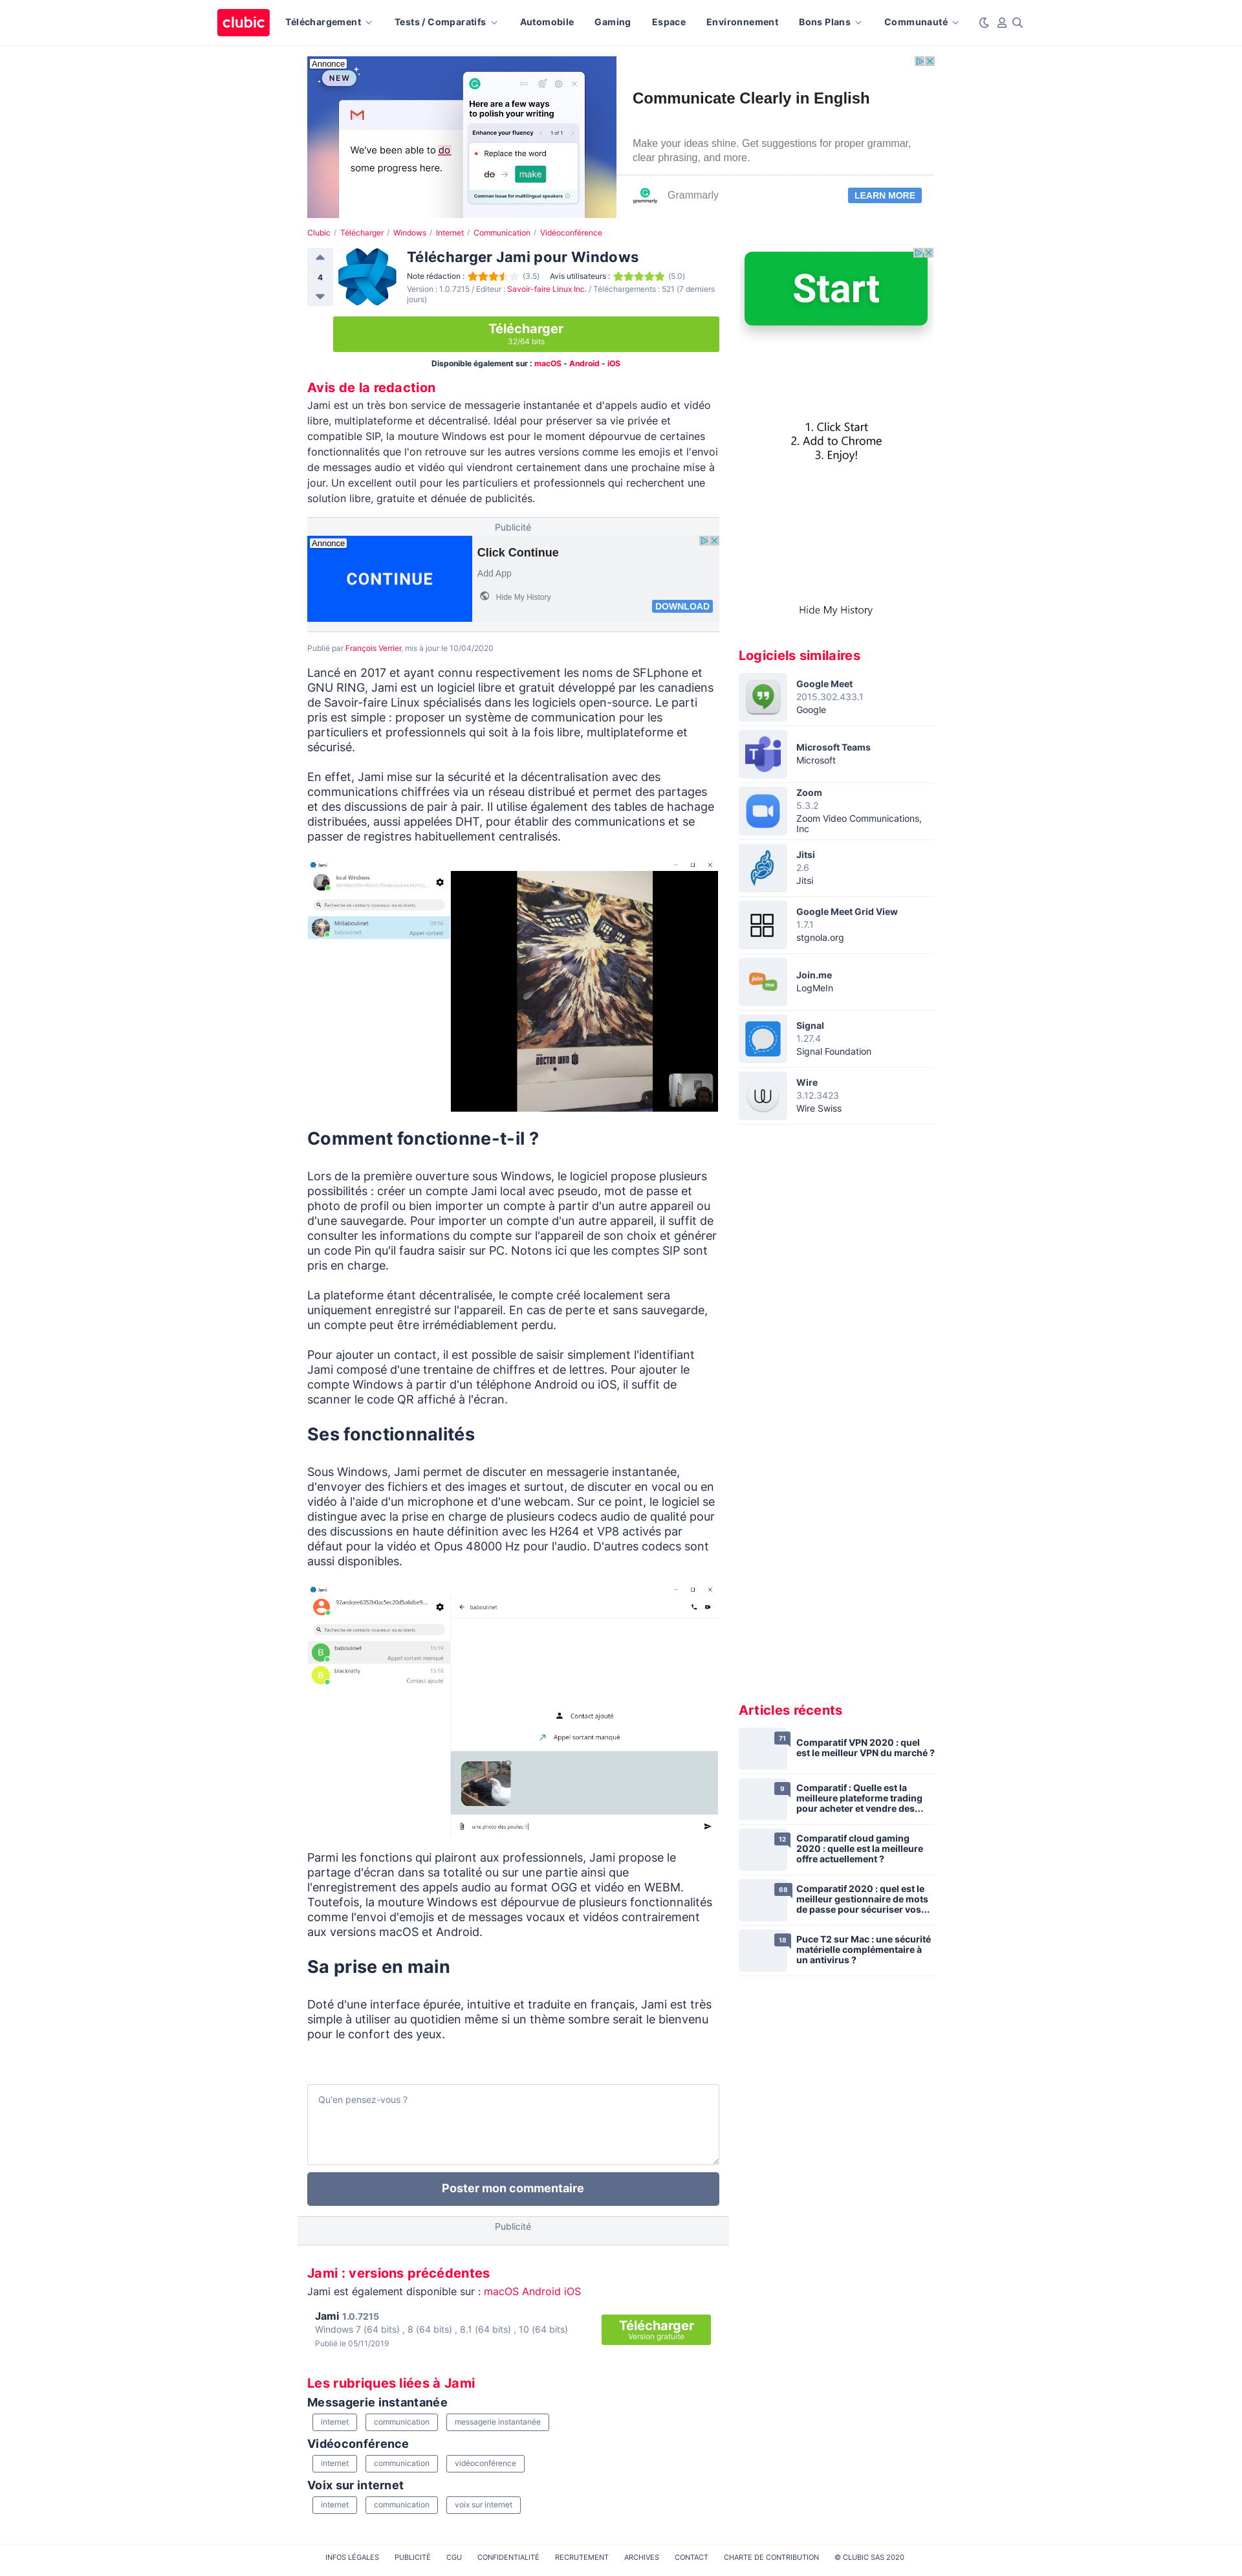 clubic
Téléchargement
Tests / Comparatifs
Automobile
Gaming
Espace
Environnement
Bons Plans
Communauté
Annonce
NEW
We've been able to do
some progress here.
Here are a few ways
to polish your writing
Enhance your fluency
1 of 1
Replace the word
do → make
Common issue for multilingual speakers
Communicate Clearly in English
Make your ideas shine. Get suggestions for proper grammar,
clear phrasing, and more.
grammarly
Grammarly
LEARN MORE
Clubic / Télécharger / Windows / Internet / Communication / Vidéoconférence
4
Télécharger Jami pour Windows
Note rédaction : (3.5) Avis utilisateurs : (5.0)
Version : 1.0.7215 / Editeur : Savoir-faire Linux Inc. / Téléchargements : 521 (7 derniers
jours)
Télécharger
32/64 bits
Disponible également sur : macOS - Android - iOS
Avis de la redaction
Jami est un très bon service de messagerie instantanée et d'appels audio et vidéo
libre, multiplateforme et décentralisé. Idéal pour préserver sa vie privée et
compatible SIP, la mouture Windows est pour le moment dépourvue de certaines
fonctionnalités que l'on retrouve sur les autres versions comme les emojis et l'envoi
de messages audio et vidéo qui viendront certainement dans une prochaine mise à
jour. Un excellent outil pour les particuliers et professionnels qui recherchent une
solution libre, gratuite et dénuée de publicités.
Publicité
Annonce
CONTINUE
Click Continue
Add App
Hide My History
DOWNLOAD
Publié par François Verrier, mis à jour le 10/04/2020
Lancé en 2017 et ayant connu respectivement les noms de SFLphone et
GNU RING, Jami est un logiciel libre et gratuit développé par les canadiens
de Savoir-faire Linux spécialisés dans les logiciels open-source. Le parti
pris est simple : proposer un système de communication pour les
particuliers et professionnels qui soit à la fois libre, multiplateforme et
sécurisé.
En effet, Jami mise sur la sécurité et la décentralisation avec des
communications chiffrées via un réseau distribué et permet des partages
et des discussions de pair à pair. Il utilise également des tables de hachage
distribuées, aussi appelées DHT, pour établir des communications et se
passer de registres habituellement centralisés.
Jami
local Windows
Recherche de contacts nouveaux ou existants
Millaboulinet
09:16
baboulinet
Appel sortant
DOCTOR WHO
Comment fonctionne-t-il ?
Lors de la première ouverture sous Windows, le logiciel propose plusieurs
possibilités : créer un compte Jami local avec pseudo, mot de passe et
photo de profil ou bien importer un compte à partir d'un autre appareil ou
d'une sauvegarde. Pour importer un compte d'un autre appareil, il suffit de
consulter les informations du compte sur l'appareil de son choix et générer
un code Pin qu'il faudra saisir sur PC. Notons ici que les comptes SIP sont
pris en charge.
La plateforme étant décentralisée, le compte créé localement sera
uniquement enregistré sur l'appareil. En cas de perte et sans sauvegarde,
un compte peut être irrémédiablement perdu.
Pour ajouter un contact, il est possible de saisir simplement l'identifiant
Jami composé d'une trentaine de chiffres et de lettres. Pour ajouter le
compte Windows à partir d'un téléphone Android ou iOS, il suffit de
scanner le code QR affiché à l'écran.
Ses fonctionnalités
Sous Windows, Jami permet de discuter en messagerie instantanée,
d'envoyer des fichiers et des images et surtout, de discuter en vocal ou en
vidéo à l'aide d'un microphone et d'une webcam. Sur ce point, le logiciel se
distingue avec la prise en charge de plusieurs codecs audio de qualité pour
des discussions en haute définition avec les H264 et VP8 activés par
défaut pour la vidéo et Opus 48000 Hz pour l'audio. D'autres codecs sont
aussi disponibles.
Jami
92aedcee6352b0ac5ec20d5a6dbe9...
baboulinet
Recherche de contacts nouveaux ou existants
B
baboulinet
15:19
Appel sortant manqué
B
blacknally
15:18
Contact ajouté
Contact ajouté
Appel sortant manqué
une photo des poules !!
Parmi les fonctions qui plairont aux professionnels, Jami propose le
partage d'écran dans sa totalité ou sur une partie ainsi que
l'enregistrement des appels audio au format OGG et vidéo en WEBM.
Toutefois, la mouture Windows est dépourvue de plusieurs fonctionnalités
comme l'envoi d'emojis et de messages vocaux et vidéos contrairement
aux versions macOS et Android.
Sa prise en main
Doté d'une interface épurée, intuitive et traduite en français, Jami est très
simple à utiliser au quotidien même si un thème sombre serait le bienvenu
pour le confort des yeux.
Qu'en pensez-vous ?
Poster mon commentaire
Publicité
Jami : versions précédentes
Jami est également disponible sur : macOS Android iOS
Jami 1.0.7215
Windows 7 (64 bits) , 8 (64 bits) , 8.1 (64 bits) , 10 (64 bits)
Publié le 05/11/2019
Télécharger
Version gratuite
Les rubriques liées à Jami
Messagerie instantanée
internet
communication
messagerie instantanée
Vidéoconférence
internet
communication
vidéoconférence
Voix sur internet
internet
communication
voix sur internet
Start
1. Click Start
2. Add to Chrome
3. Enjoy!
Hide My History
Logiciels similaires
Google Meet
2015.302.433.1
Google
Microsoft Teams
Microsoft
Zoom
5.3.2
Zoom Video Communications,
Inc
Jitsi
2.6
Jitsi
Google Meet Grid View
1.7.1
stgnola.org
Join me
Join.me
LogMeIn
Signal
1.27.4
Signal Foundation
Wire
3.12.3423
Wire Swiss
Articles récents
71
Comparatif VPN 2020 : quel
est le meilleur VPN du marché ?
9
Comparatif : Quelle est la
meilleure plateforme trading
pour acheter et vendre des...
12
Comparatif cloud gaming
2020 : quelle est la meilleure
offre actuellement ?
68
Comparatif 2020 : quel est le
meilleur gestionnaire de mots
de passe pour sécuriser vos...
18
Puce T2 sur Mac : une sécurité
matérielle complémentaire à
un antivirus ?
INFOS LÉGALES
PUBLICITÉ
CGU
CONFIDENTIALITÉ
RECRUTEMENT
ARCHIVES
CONTACT
CHARTE DE CONTRIBUTION
© CLUBIC SAS 2020